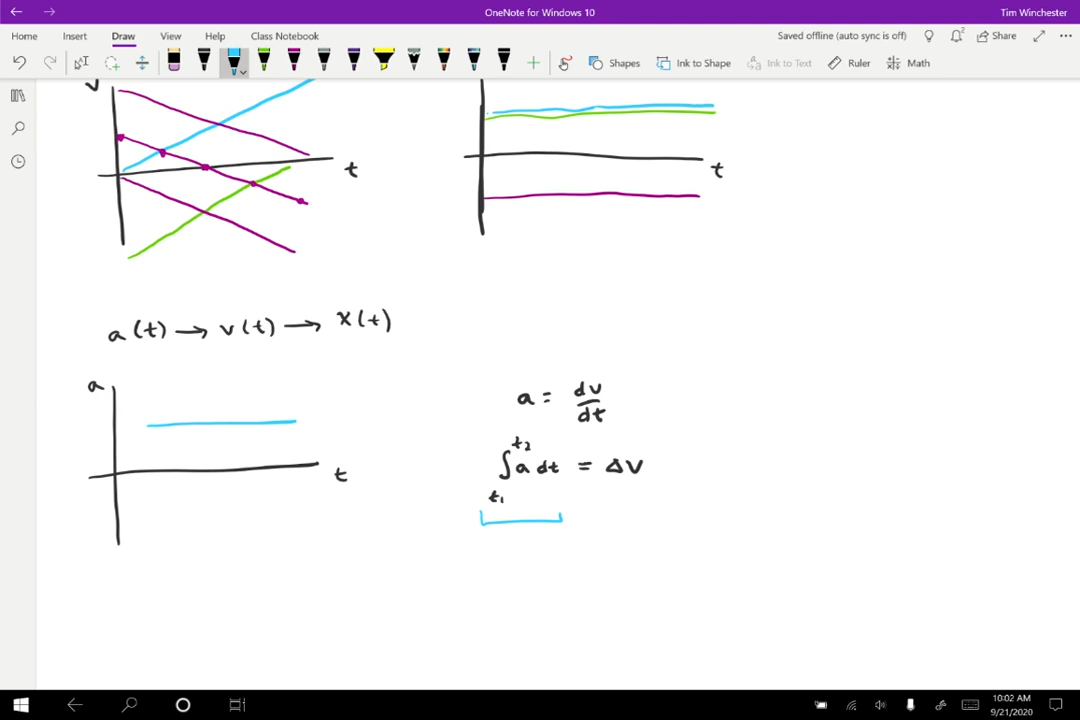 OneNote for Windows 10
Tim Winchester
Home Insert Draw View Help Class Notebook
Saved offline (auto sync is off)
Share
Shapes
Ink to Shape
Ink to Text
Ruler
Math
v
t
t
a(t) → v(t) → x(t)
a
t
a = dv/dt
∫ t₁ t₂ a dt = Δv
10:02 AM
9/21/2020